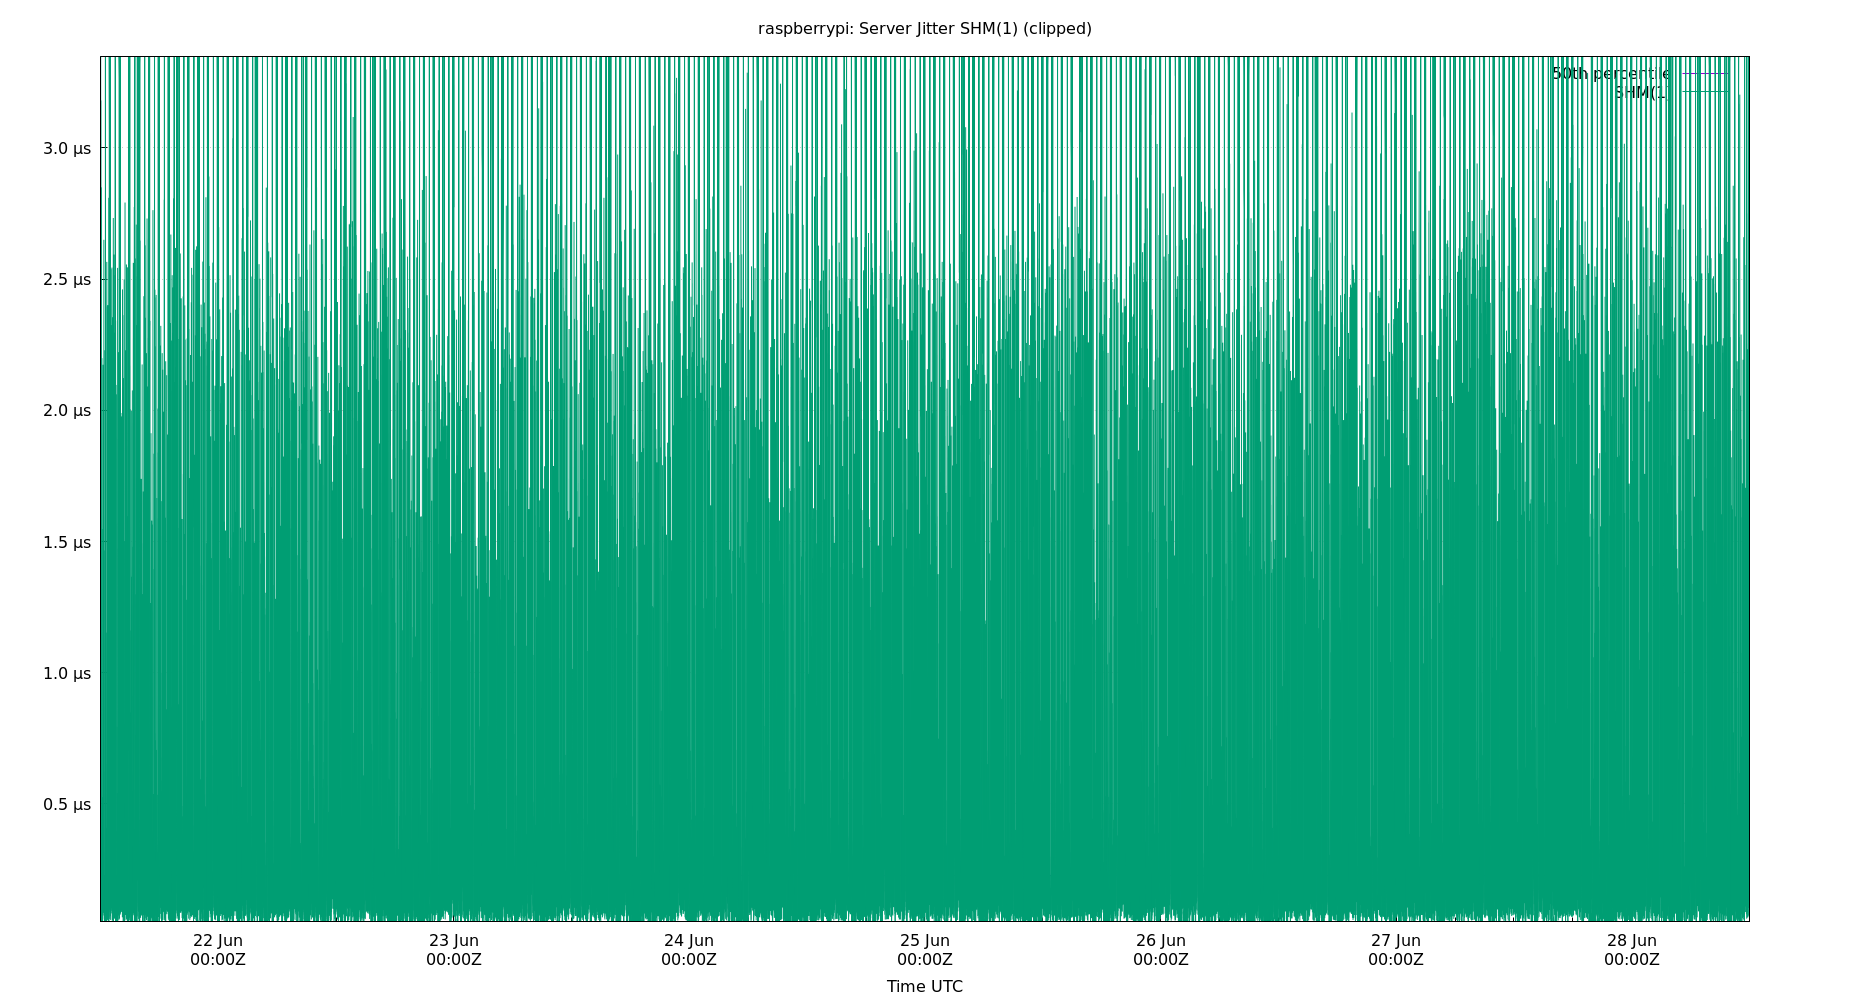 raspberrypi: Server Jitter SHM(1) (clipped)
50th percentile
SHM(1)
3.0 µs
2.5 µs
2.0 µs
1.5 µs
1.0 µs
0.5 µs
22 Jun 23 Jun 24 Jun 25 Jun 26 Jun 27 Jun 28 Jun
00:00Z 00:00Z 00:00Z 00:00Z 00:00Z 00:00Z 00:00Z
Time UTC